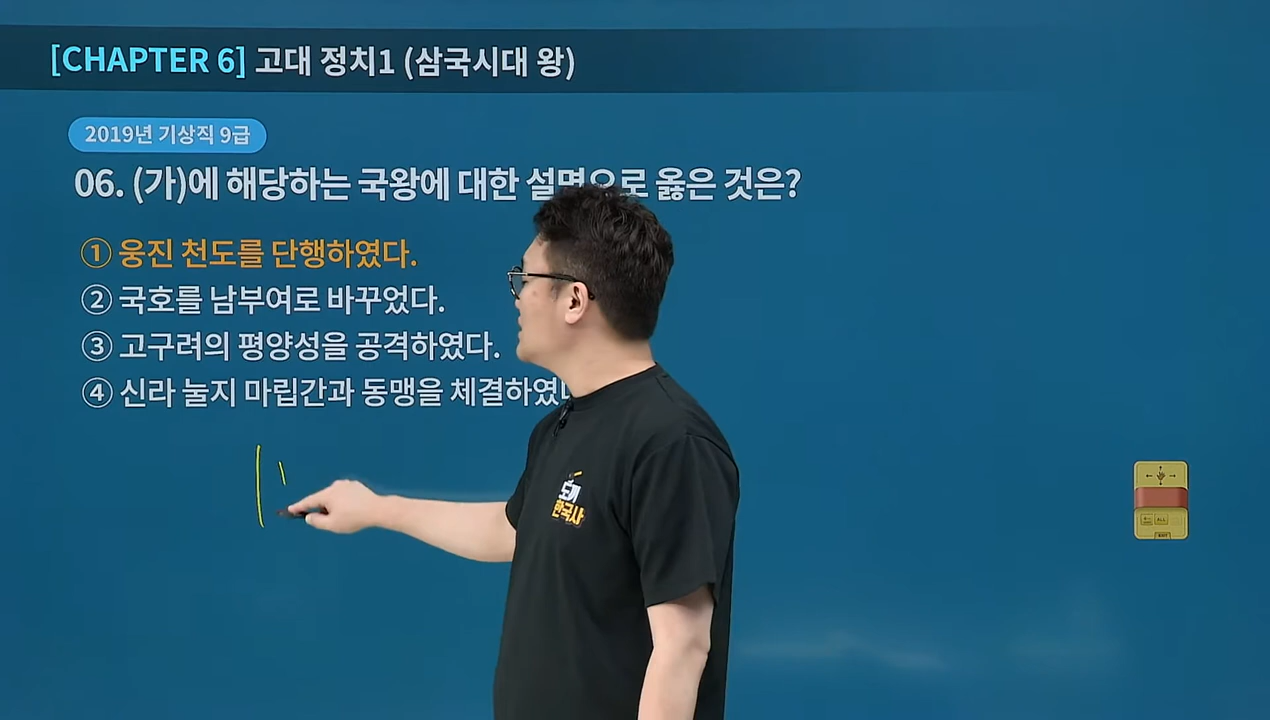 [CHAPTER 6] 고대 정치1 (삼국시대 왕)
2019년 기상직 9급
06. (가)에 해당하는 국왕에 대한 설명으로 옳은 것은?
① 웅진 천도를 단행하였다.
② 국호를 남부여로 바꾸었다.
③ 고구려의 평양성을 공격하였다.
④ 신라 눌지 마립간과 동맹을 체결하였
한국사
ALL
EXIT